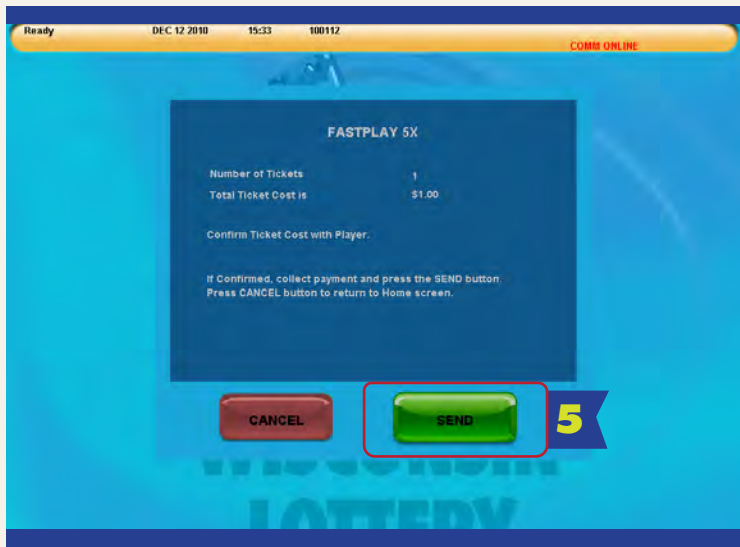 Ready DEC 12 2010 15:33 100112
COMM ONLINE
FASTPLAY 5X
Number of Tickets 1
Total Ticket Cost is $1.00
Confirm Ticket Cost with Player.
If Confirmed, collect payment and press the SEND button
Press CANCEL button to return to Home screen.
CANCEL SEND 5
WISCONSIN
LOTTERY